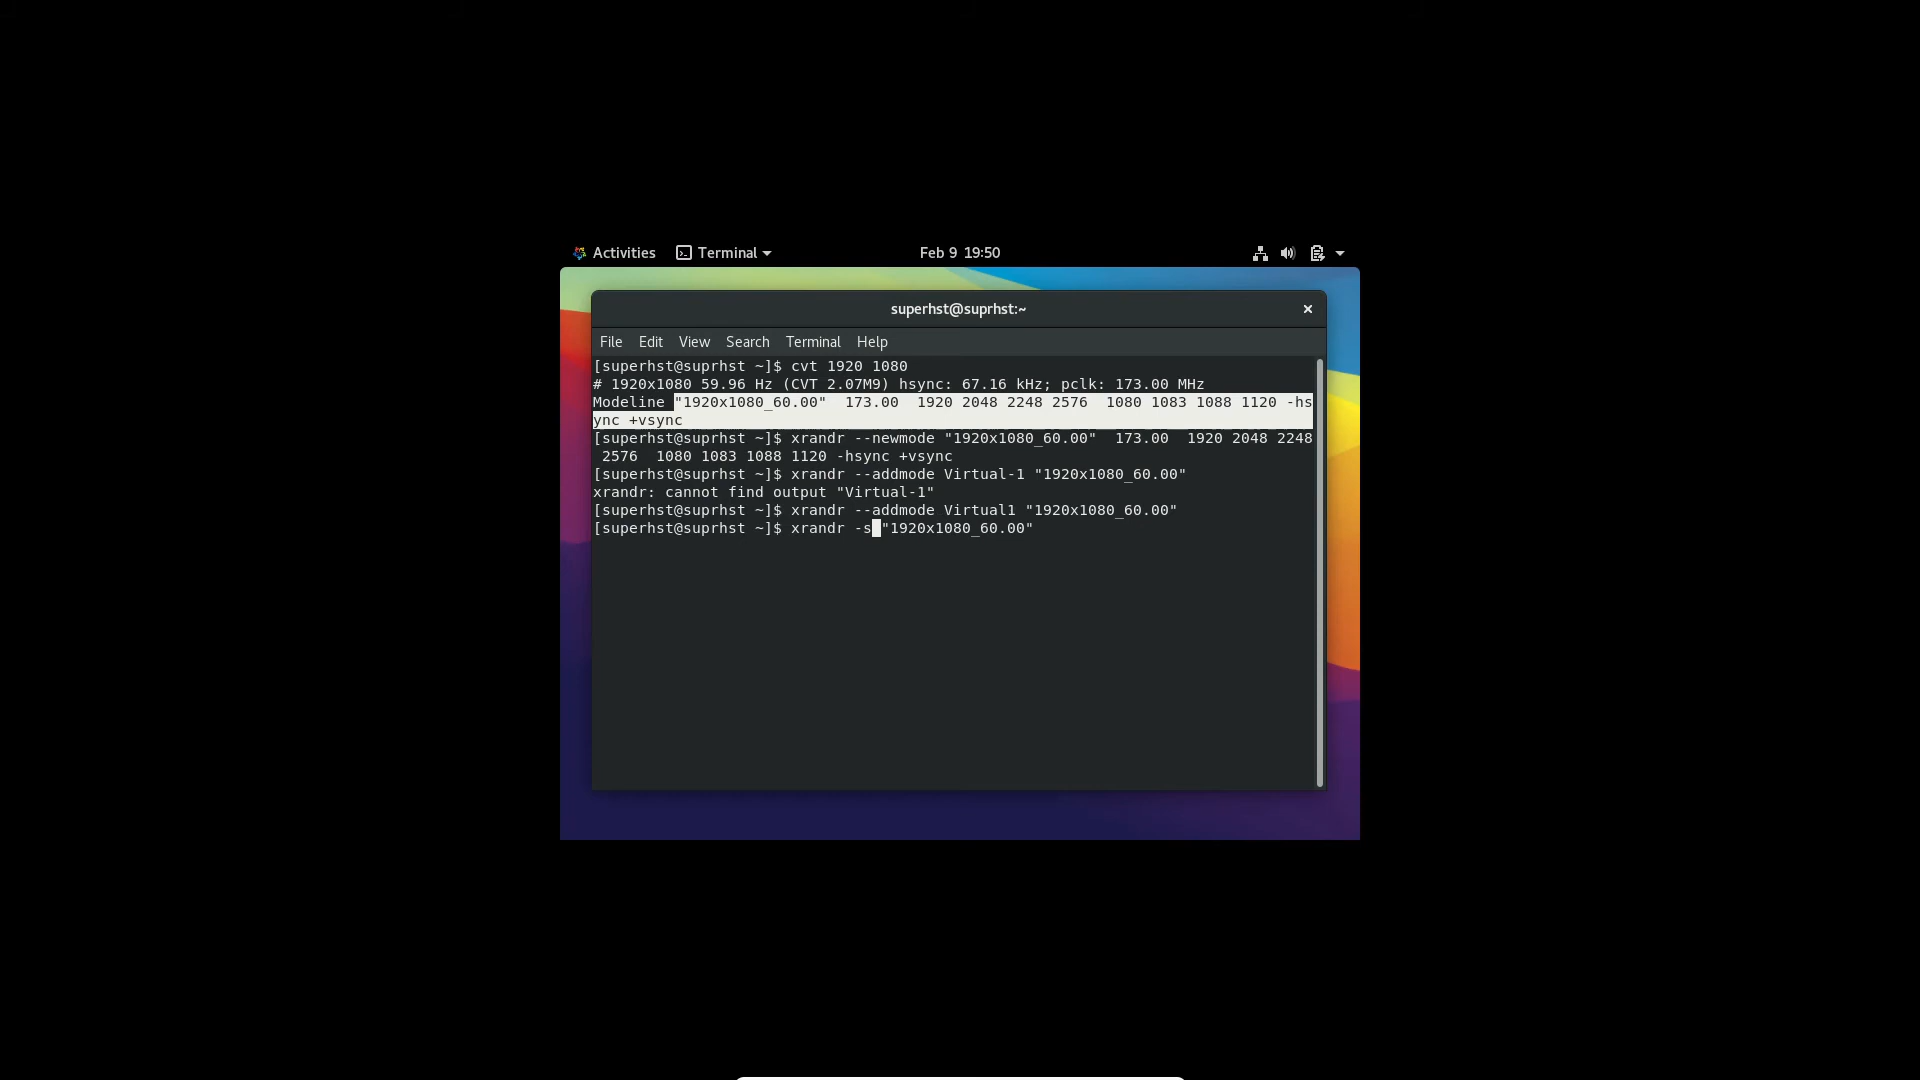 Activities Terminal Feb 9 19:50
superhst@suprhst:~
File Edit View Search Terminal Help
[superhst@suprhst ~]$ cvt 1920 1080
# 1920x1080 59.96 Hz (CVT 2.07M9) hsync: 67.16 kHz; pclk: 173.00 MHz
Modeline "1920x1080_60.00"  173.00  1920 2048 2248 2576  1080 1083 1088 1120 -hs
ync +vsync
[superhst@suprhst ~]$ xrandr --newmode "1920x1080_60.00"  173.00  1920 2048 2248
 2576  1080 1083 1088 1120 -hsync +vsync
[superhst@suprhst ~]$ xrandr --addmode Virtual-1 "1920x1080_60.00"
xrandr: cannot find output "Virtual-1"
[superhst@suprhst ~]$ xrandr --addmode Virtual1 "1920x1080_60.00"
[superhst@suprhst ~]$ xrandr -s "1920x1080_60.00"